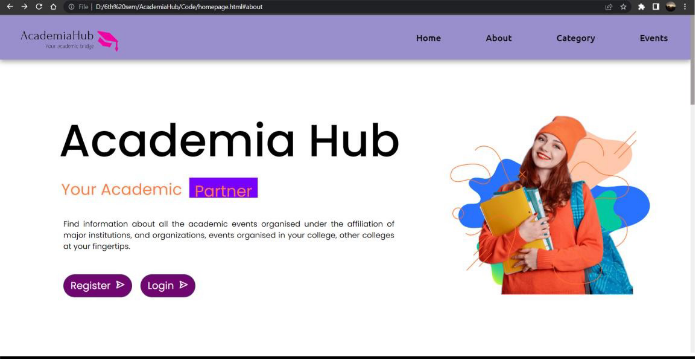 File | D:/6th%20sem/AcademiaHub/Code/homepage.html#about
AcademiaHub
Your academic bridge
Home About Category Events
Academia Hub
Your Academic Partner
Find information about all the academic events organised under the affiliation of
major institutions, and organizations, events organised in your college, other colleges
at your fingertips.
Register Login